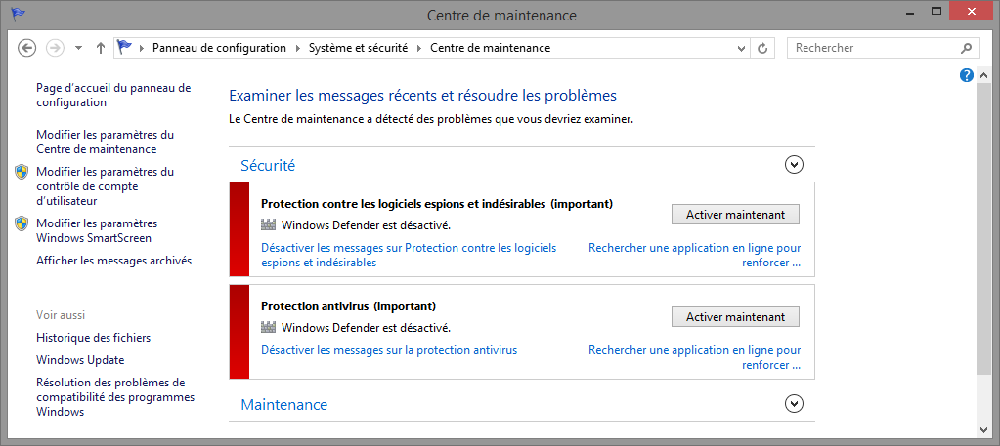 Centre de maintenance
Panneau de configuration
Système et sécurité
Centre de maintenance
Rechercher
Page d'accueil du panneau de
configuration
Modifier les paramètres du
Centre de maintenance
Modifier les paramètres du
contrôle de compte
d'utilisateur
Modifier les paramètres
Windows SmartScreen
Afficher les messages archivés
Voir aussi
Historique des fichiers
Windows Update
Résolution des problèmes de
compatibilité des programmes
Windows
?
Examiner les messages récents et résoudre les problèmes
Le Centre de maintenance a détecté des problèmes que vous devriez examiner.
Sécurité
Protection contre les logiciels espions et indésirables (important)
Windows Defender est désactivé.
Activer maintenant
Désactiver les messages sur Protection contre les logiciels
espions et indésirables
Rechercher une application en ligne pour
renforcer ...
Protection antivirus (important)
Windows Defender est désactivé.
Activer maintenant
Désactiver les messages sur la protection antivirus
Rechercher une application en ligne pour
renforcer ...
Maintenance